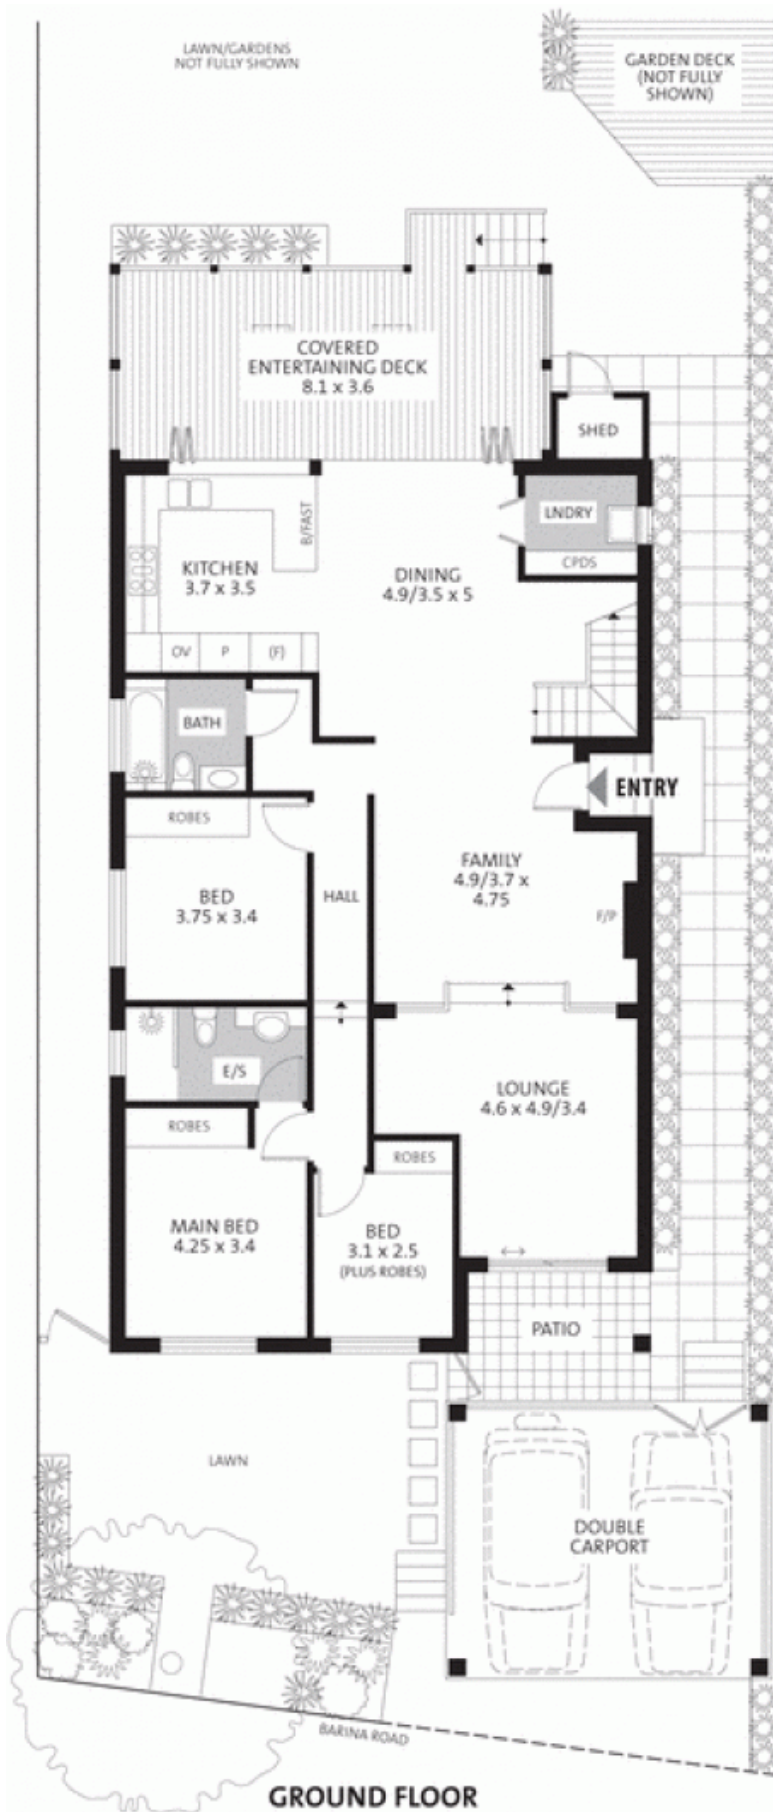 LAWN/GARDENS
NOT FULLY SHOWN
GARDEN DECK
(NOT FULLY
SHOWN)
COVERED
ENTERTAINING DECK
8.1 x 3.6
SHED
LNDRY
CPDS
B/FAST
KITCHEN
3.7 x 3.5
DINING
4.9/3.5 x 5
OV
P
(F)
BATH
ENTRY
ROBES
FAMILY
4.9/3.7 x
4.75
BED
3.75 x 3.4
HALL
F/P
E/S
LOUNGE
4.6 x 4.9/3.4
ROBES
ROBES
MAIN BED
4.25 x 3.4
BED
3.1 x 2.5
(PLUS ROBES)
PATIO
LAWN
DOUBLE
CARPORT
BARINA ROAD
GROUND FLOOR